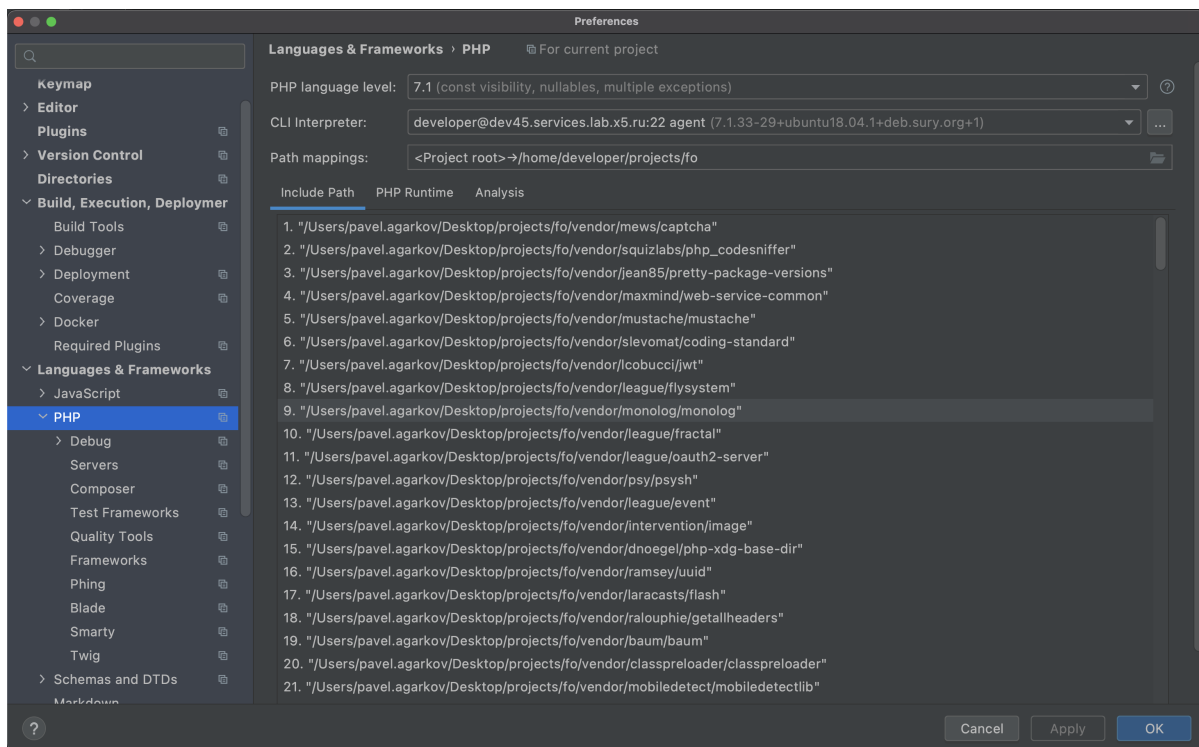 Preferences
Keymap
Editor
Plugins
Version Control
Directories
Build, Execution, Deploymer
Build Tools
Debugger
Deployment
Coverage
Docker
Required Plugins
Languages & Frameworks
JavaScript
PHP
Debug
Servers
Composer
Test Frameworks
Quality Tools
Frameworks
Phing
Blade
Smarty
Twig
Schemas and DTDs
Markdown
Languages & Frameworks › PHP For current project
PHP language level: 7.1 (const visibility, nullables, multiple exceptions)
CLI Interpreter: developer@dev45.services.lab.x5.ru:22 agent (7.1.33-29+ubuntu18.04.1+deb.sury.org+1) ...
Path mappings: <Project root>→/home/developer/projects/fo
Include Path PHP Runtime Analysis
1. "/Users/pavel.agarkov/Desktop/projects/fo/vendor/mews/captcha"
2. "/Users/pavel.agarkov/Desktop/projects/fo/vendor/squizlabs/php_codesniffer"
3. "/Users/pavel.agarkov/Desktop/projects/fo/vendor/jean85/pretty-package-versions"
4. "/Users/pavel.agarkov/Desktop/projects/fo/vendor/maxmind/web-service-common"
5. "/Users/pavel.agarkov/Desktop/projects/fo/vendor/mustache/mustache"
6. "/Users/pavel.agarkov/Desktop/projects/fo/vendor/slevomat/coding-standard"
7. "/Users/pavel.agarkov/Desktop/projects/fo/vendor/lcobucci/jwt"
8. "/Users/pavel.agarkov/Desktop/projects/fo/vendor/league/flysystem"
9. "/Users/pavel.agarkov/Desktop/projects/fo/vendor/monolog/monolog"
10. "/Users/pavel.agarkov/Desktop/projects/fo/vendor/league/fractal"
11. "/Users/pavel.agarkov/Desktop/projects/fo/vendor/league/oauth2-server"
12. "/Users/pavel.agarkov/Desktop/projects/fo/vendor/psy/psysh"
13. "/Users/pavel.agarkov/Desktop/projects/fo/vendor/league/event"
14. "/Users/pavel.agarkov/Desktop/projects/fo/vendor/intervention/image"
15. "/Users/pavel.agarkov/Desktop/projects/fo/vendor/dnoegel/php-xdg-base-dir"
16. "/Users/pavel.agarkov/Desktop/projects/fo/vendor/ramsey/uuid"
17. "/Users/pavel.agarkov/Desktop/projects/fo/vendor/laracasts/flash"
18. "/Users/pavel.agarkov/Desktop/projects/fo/vendor/ralouphie/getallheaders"
19. "/Users/pavel.agarkov/Desktop/projects/fo/vendor/baum/baum"
20. "/Users/pavel.agarkov/Desktop/projects/fo/vendor/classpreloader/classpreloader"
21. "/Users/pavel.agarkov/Desktop/projects/fo/vendor/mobiledetect/mobiledetectlib"
? Cancel Apply OK